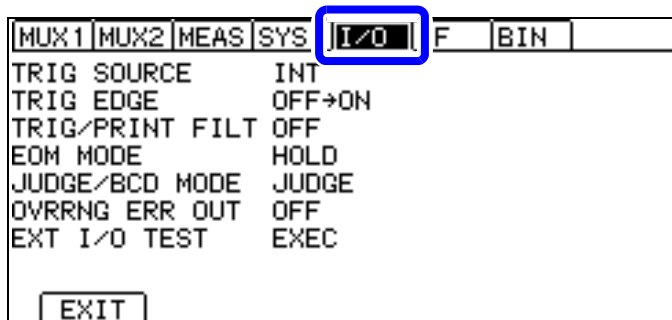 MUX1 MUX2 MEAS SYS I/O F BIN
TRIG SOURCE INT
TRIG EDGE OFF→ON
TRIG/PRINT FILT OFF
EOM MODE HOLD
JUDGE/BCD MODE JUDGE
OVRRNG ERR OUT OFF
EXT I/O TEST EXEC
EXIT